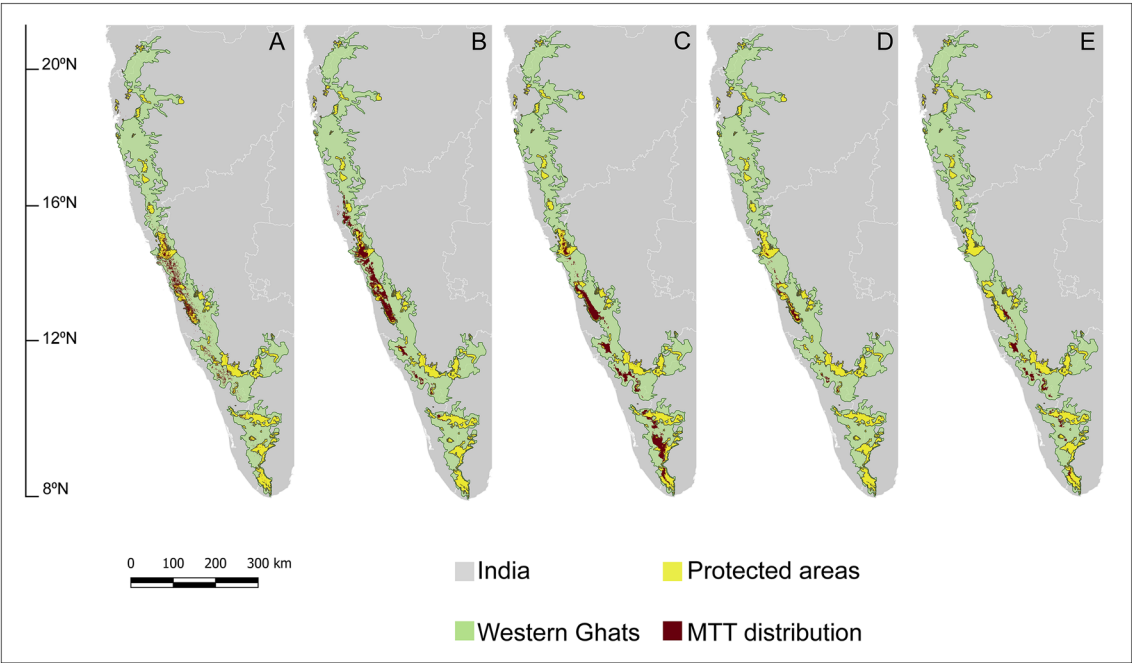 A B C D E
20ºN
16ºN
12ºN
8ºN
0 100 200 300 km
India
Protected areas
Western Ghats
MTT distribution